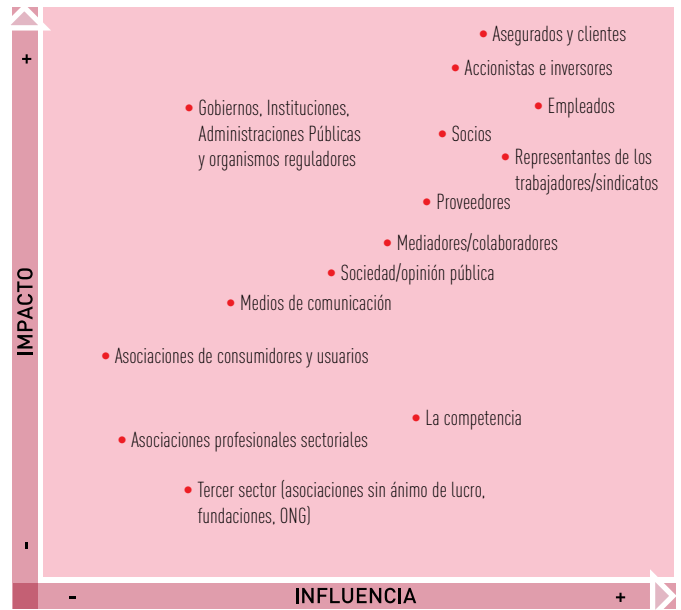 +
• Asegurados y clientes
• Accionistas e inversores
• Empleados
• Gobiernos, Instituciones,
Administraciones Públicas
y organismos reguladores
• Socios
• Representantes de los
trabajadores/sindicatos
• Proveedores
• Mediadores/colaboradores
• Sociedad/opinión pública
• Medios de comunicación
IMPACTO
• Asociaciones de consumidores y usuarios
• La competencia
• Asociaciones profesionales sectoriales
• Tercer sector (asociaciones sin ánimo de lucro,
fundaciones, ONG)
-
- INFLUENCIA +